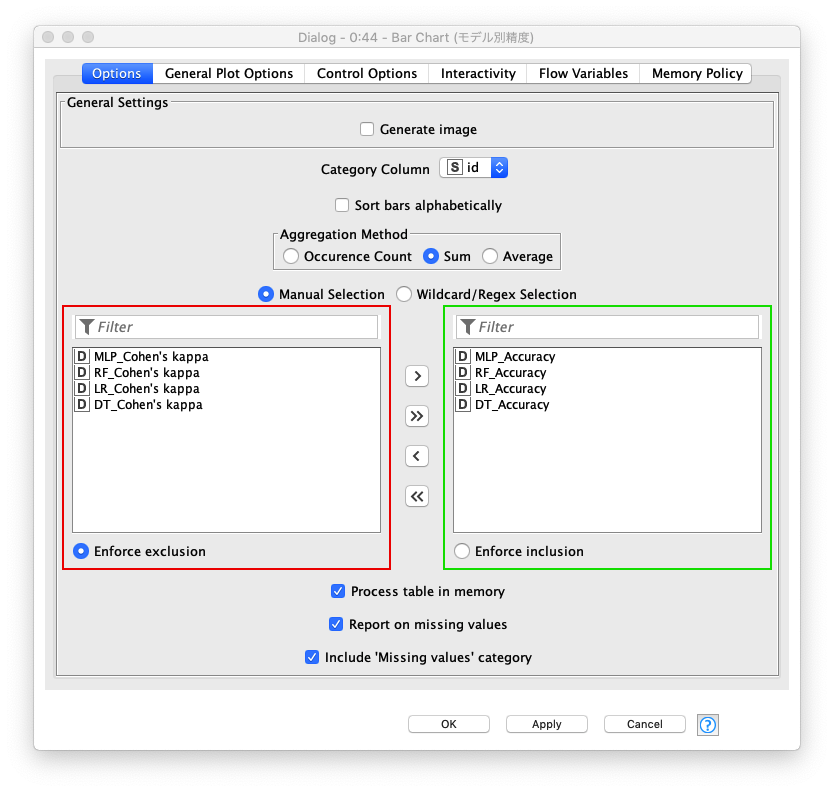 Dialog - 0:44 - Bar Chart (モデル別精度)
Options General Plot Options Control Options Interactivity Flow Variables Memory Policy
General Settings
Generate image
Category Column S id
Sort bars alphabetically
Aggregation Method
Occurence Count Sum Average
Manual Selection Wildcard/Regex Selection
Filter
D MLP_Cohen's kappa
D RF_Cohen's kappa
D LR_Cohen's kappa
D DT_Cohen's kappa
Enforce exclusion
>
>>
<
<<
Filter
D MLP_Accuracy
D RF_Accuracy
D LR_Accuracy
D DT_Accuracy
Enforce inclusion
Process table in memory
Report on missing values
Include 'Missing values' category
OK Apply Cancel ?